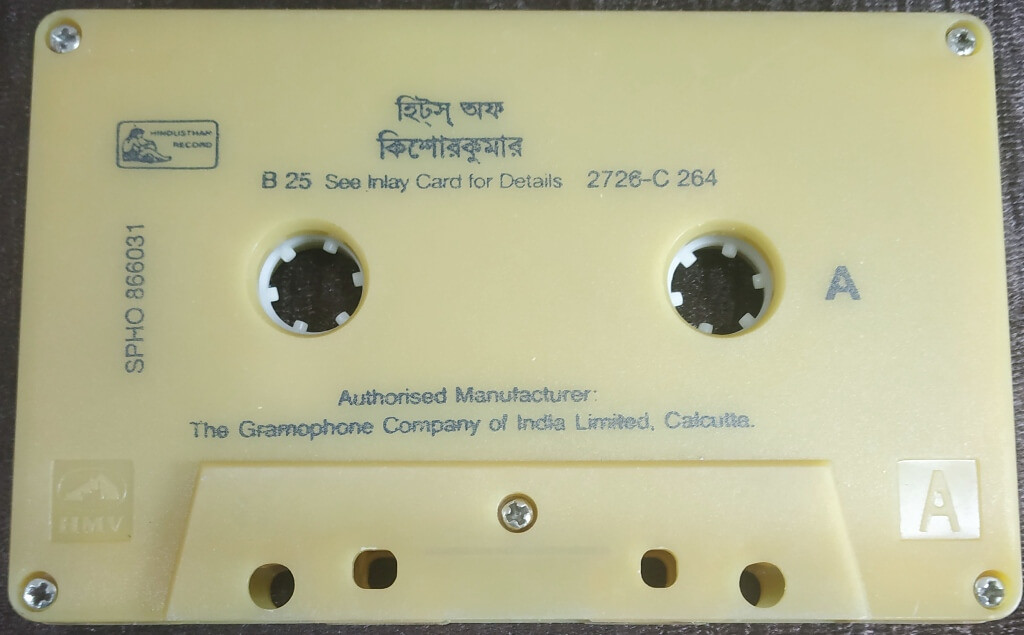 হিট্স্ অফ
কিশোরকুমার
HINDUSTHAN
RECORD
B 25 See Inlay Card for Details 2726-C 264
SPHO 866031
A
Authorised Manufacturer:
The Gramophone Company of India Limited, Calcutta.
HMV
A